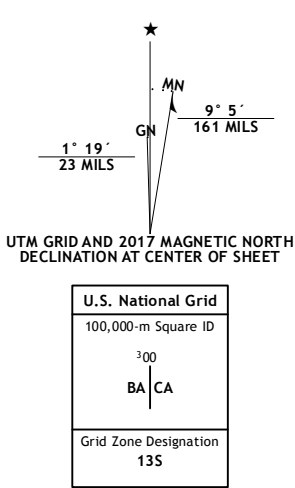 ★
MN
GN
9° 5´
161 MILS
1° 19´
23 MILS
UTM GRID AND 2017 MAGNETIC NORTH
DECLINATION AT CENTER OF SHEET
U.S. National Grid
100,000-m Square ID
³00
BA CA
Grid Zone Designation
13S